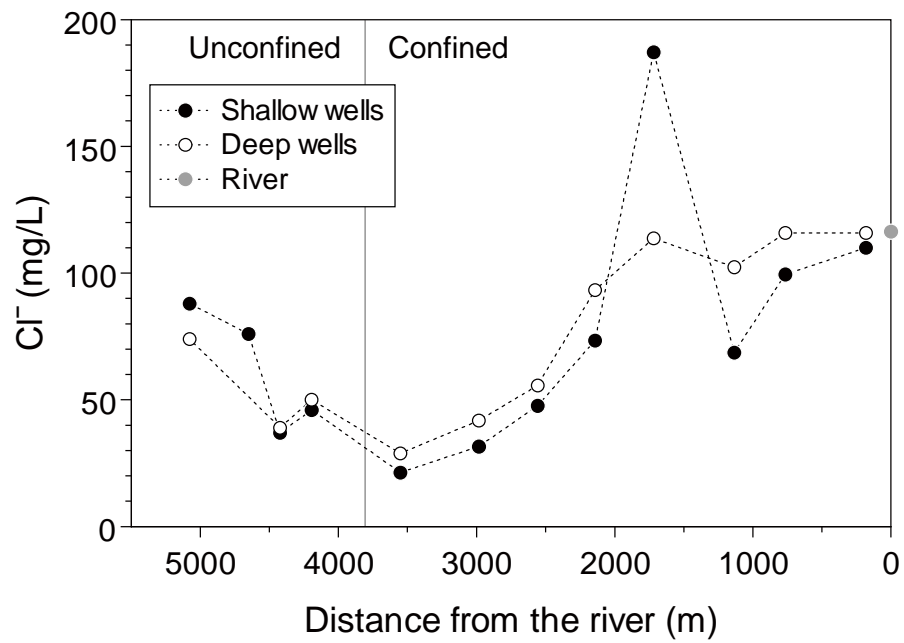 200
150
100
50
0
Cl⁻ (mg/L)
Unconfined Confined
Shallow wells
Deep wells
River
5000 4000 3000 2000 1000 0
Distance from the river (m)